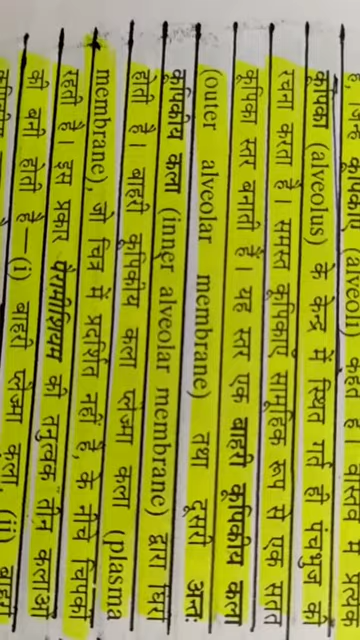 है, जिन्हें कूपिकाएँ (alveoli) कहते हैं। वास्तव में प्रत्येक
कूपिका (alveolus) के केन्द्र में स्थित गर्त ही पंचभुज की
रचना करता है। समस्त कूपिकाएँ सामूहिक रूप से एक सतत
कूपिका स्तर बनाती हैं। यह स्तर एक बाहरी कूपिकीय कला
(outer alveolar membrane) तथा दूसरी अन्तः
कूपिकीय कला (inner alveolar membrane) द्वारा घिरी
होती है। बाहरी कूपिकीय कला प्लाज्मा कला (plasma
membrane), जो चित्र में प्रदर्शित नहीं है, के नीचे चिपकी
रहती है। इस प्रकार पैरामीशियम की तनुत्वक तीन कलाओं
की बनी होती है—(i) बाहरी प्लाज्मा कला, (ii) बाहरी